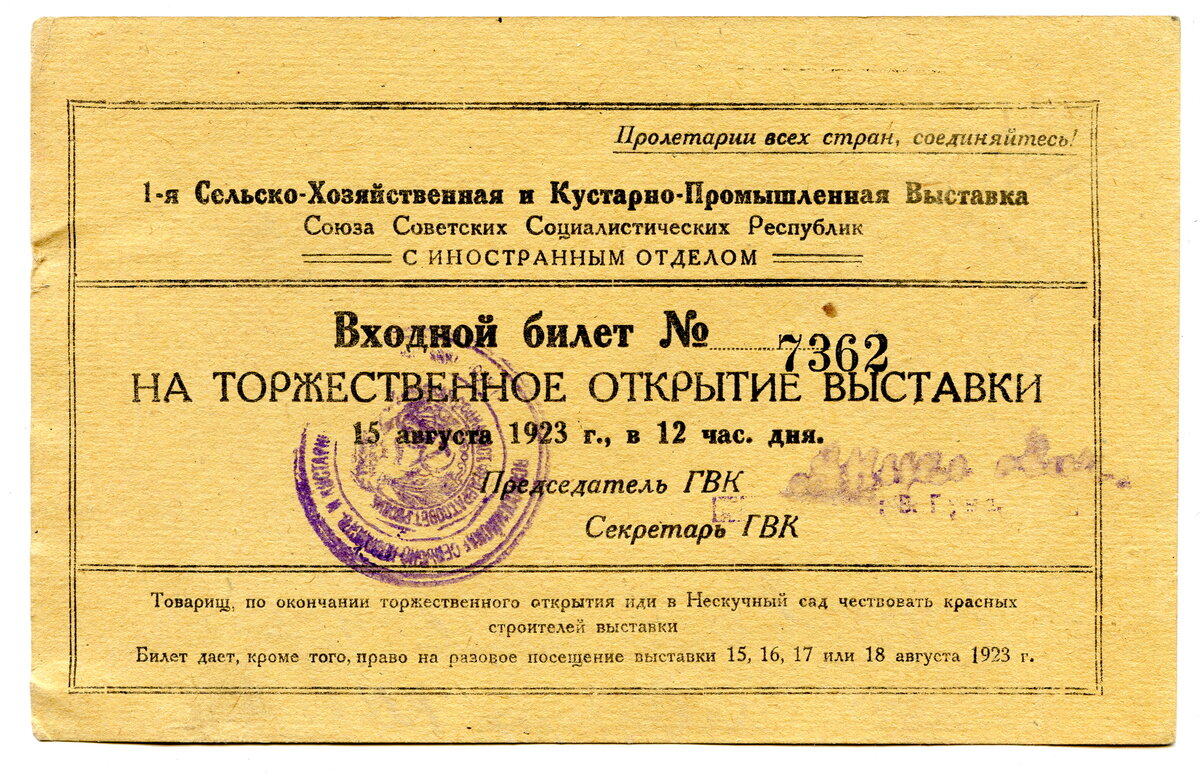 Пролетарии всех стран, соединяйтесь!
1-я Сельско-Хозяйственная и Кустарно-Промышленная Выставка
Союза Советских Социалистических Республик
С ИНОСТРАННЫМ ОТДЕЛОМ
Входной билет № 7362
НА ТОРЖЕСТВЕННОЕ ОТКРЫТИЕ ВЫСТАВКИ
15 августа 1923 г., в 12 час. дня.
Председатель ГВК
Секретарь ГВК
Товарищ, по окончании торжественного открытия иди в Нескучный сад чествовать красных
строителей выставки
Билет дает, кроме того, право на разовое посещение выставки 15, 16, 17 или 18 августа 1923 г.